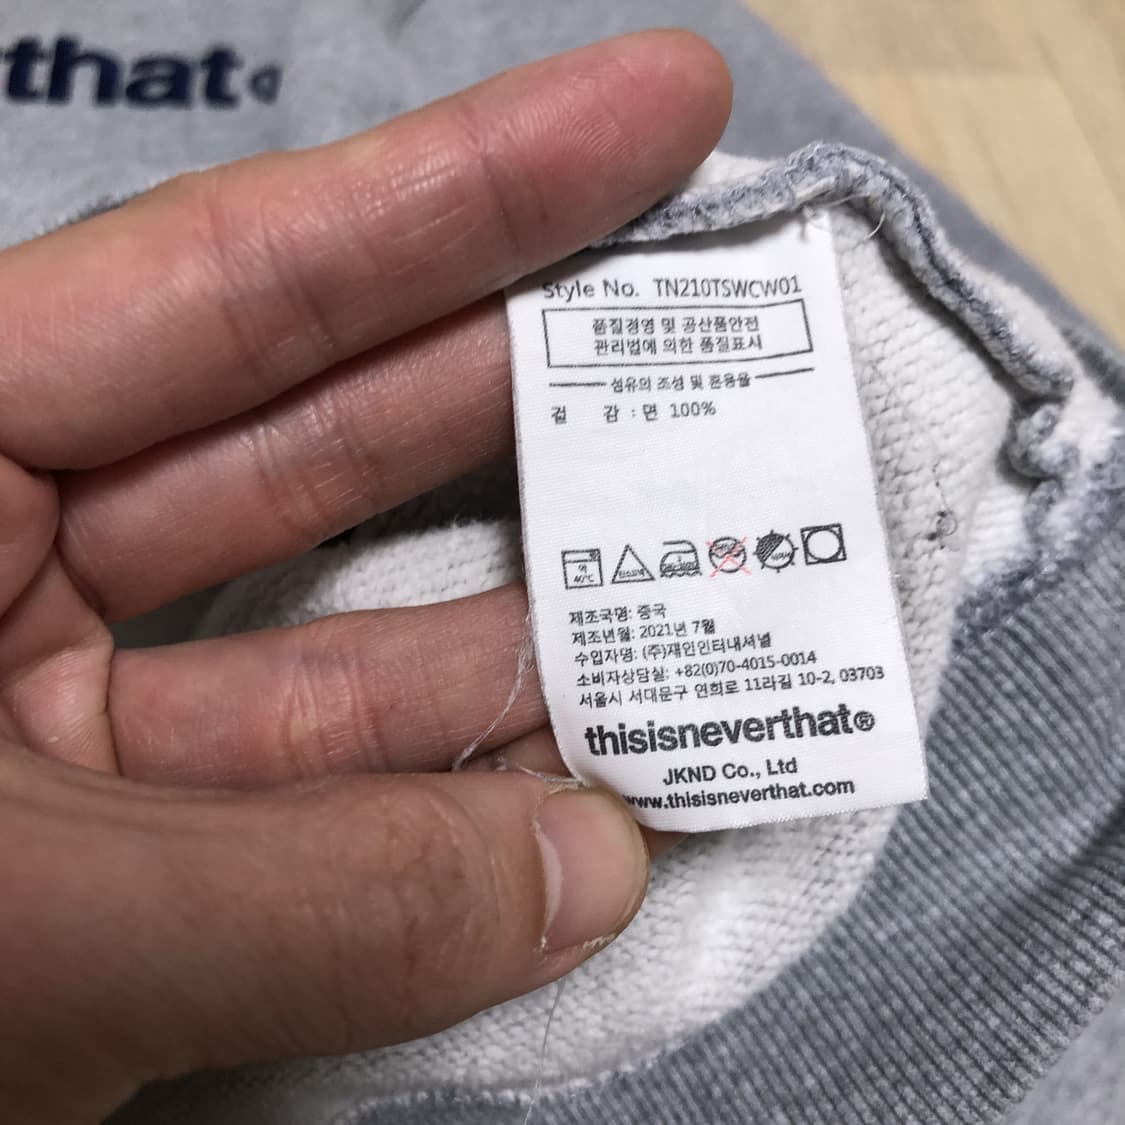 rthat®
Style No. TN210TSWCW01
품질경영 및 공산품안전
관리법에 의한 품질표시
섬유의 조성 및 혼용율
겉 감 : 면 100%
약
40℃
제조국명: 중국
제조년월: 2021년 7월
수입자명: (주)재인인터내셔널
소비자상담실: +82(0)70-4015-0014
서울시 서대문구 연희로 11라길 10-2, 03703
thisisneverthat®
JKND Co., Ltd
www.thisisneverthat.com